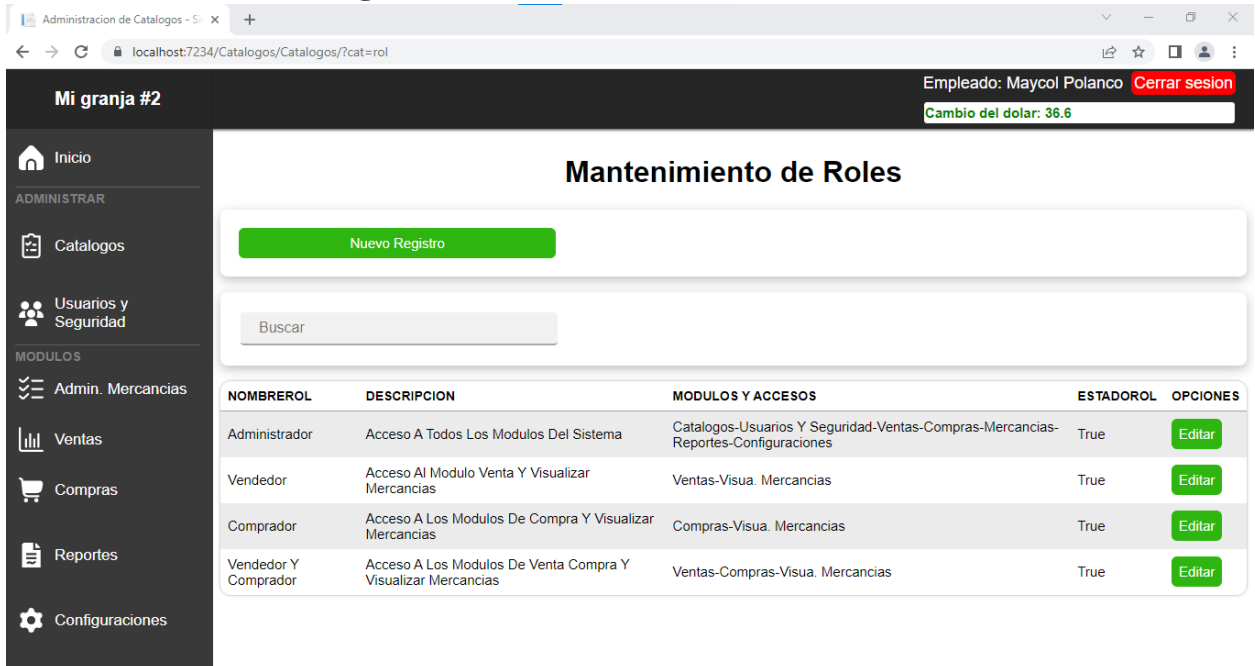 Administracion de Catalogos - Si
localhost:7234/Catalogos/Catalogos/?cat=rol
Mi granja #2
Empleado: Maycol Polanco Cerrar sesion
Cambio del dolar: 36.6
Inicio
ADMINISTRAR
Catalogos
Usuarios y
Seguridad
MODULOS
Admin. Mercancias
Ventas
Compras
Reportes
Configuraciones
Mantenimiento de Roles
Nuevo Registro
Buscar
NOMBREROL DESCRIPCION MODULOS Y ACCESOS ESTADOROL OPCIONES
Administrador Acceso A Todos Los Modulos Del Sistema Catalogos-Usuarios Y Seguridad-Ventas-Compras-Mercancias-
Reportes-Configuraciones True Editar
Vendedor Acceso Al Modulo Venta Y Visualizar
Mercancias Ventas-Visua. Mercancias True Editar
Comprador Acceso A Los Modulos De Compra Y Visualizar
Mercancias Compras-Visua. Mercancias True Editar
Vendedor Y
Comprador Acceso A Los Modulos De Venta Compra Y
Visualizar Mercancias Ventas-Compras-Visua. Mercancias True Editar